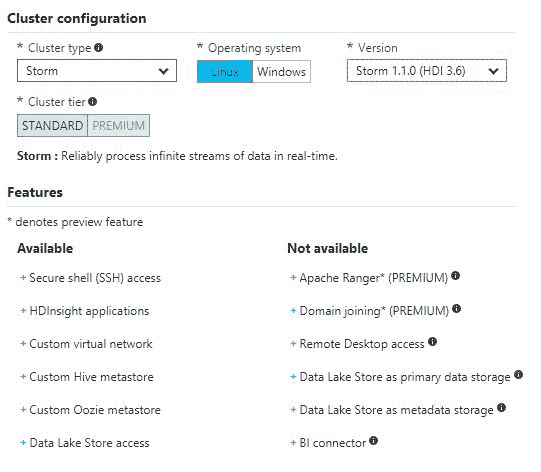 Cluster configuration
* Cluster type * Operating system * Version
Storm Linux Windows Storm 1.1.0 (HDI 3.6)
* Cluster tier
STANDARD PREMIUM
Storm : Reliably process infinite streams of data in real-time.
Features
* denotes preview feature
Available Not available
+ Secure shell (SSH) access + Apache Ranger* (PREMIUM)
+ HDInsight applications + Domain joining* (PREMIUM)
+ Custom virtual network + Remote Desktop access
+ Custom Hive metastore + Data Lake Store as primary data storage
+ Custom Oozie metastore + Data Lake Store as metadata storage
+ Data Lake Store access + BI connector